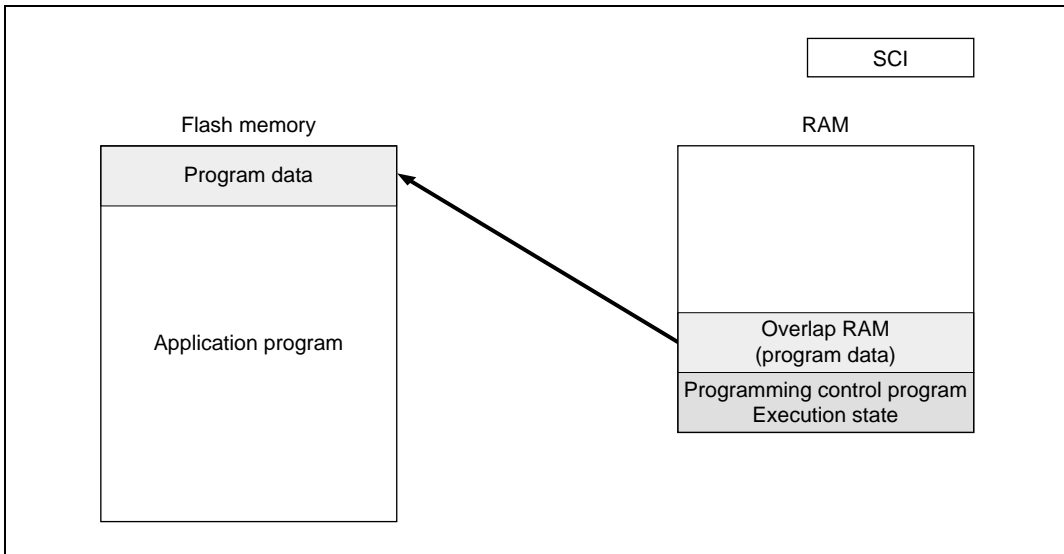 SCI
Flash memory
RAM
Program data
Application program
Overlap RAM
(program data)
Programming control program
Execution state